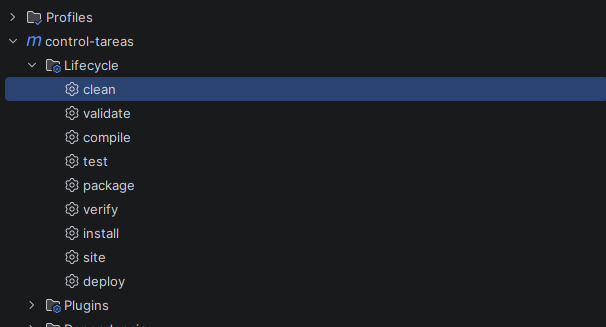 Profiles
m control-tareas
Lifecycle
clean
validate
compile
test
package
verify
install
site
deploy
Plugins